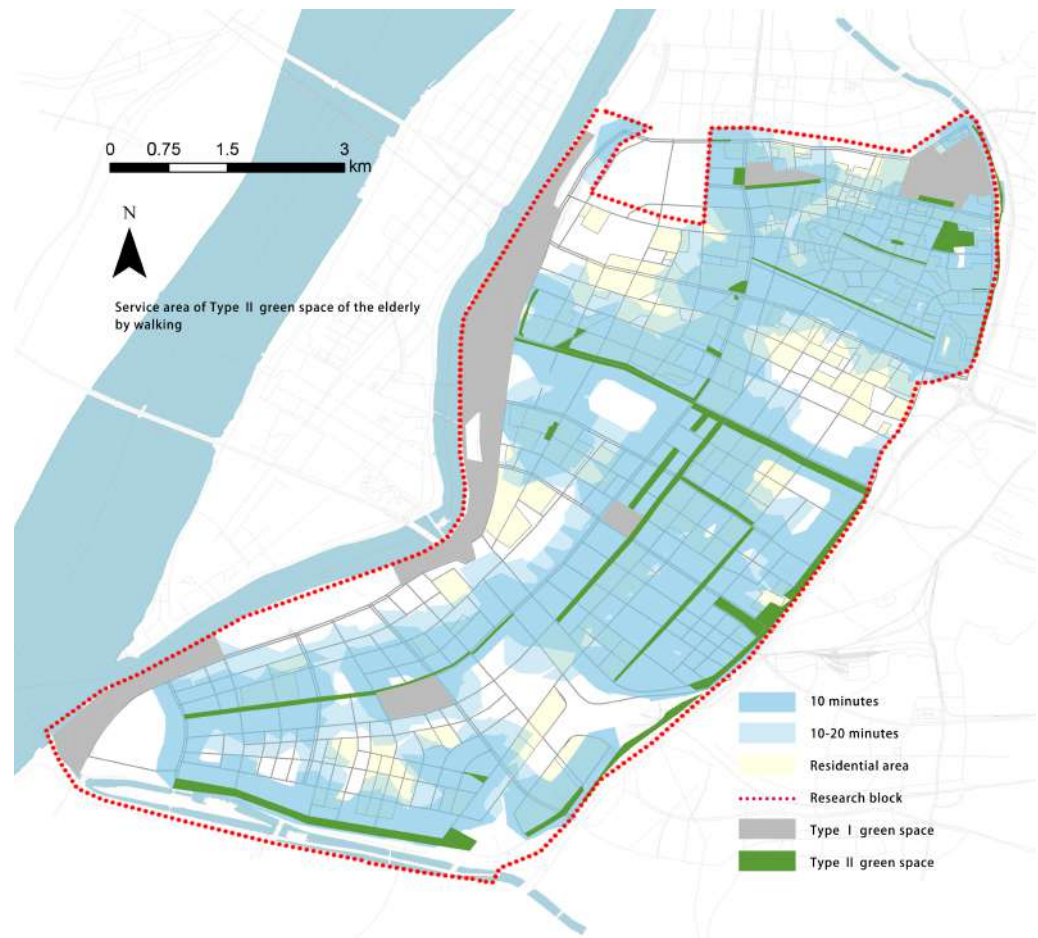 0 0.75 1.5 3
km
N
Service area of Type II green space of the elderly
by walking
10 minutes
10-20 minutes
Residential area
Research block
Type I green space
Type II green space